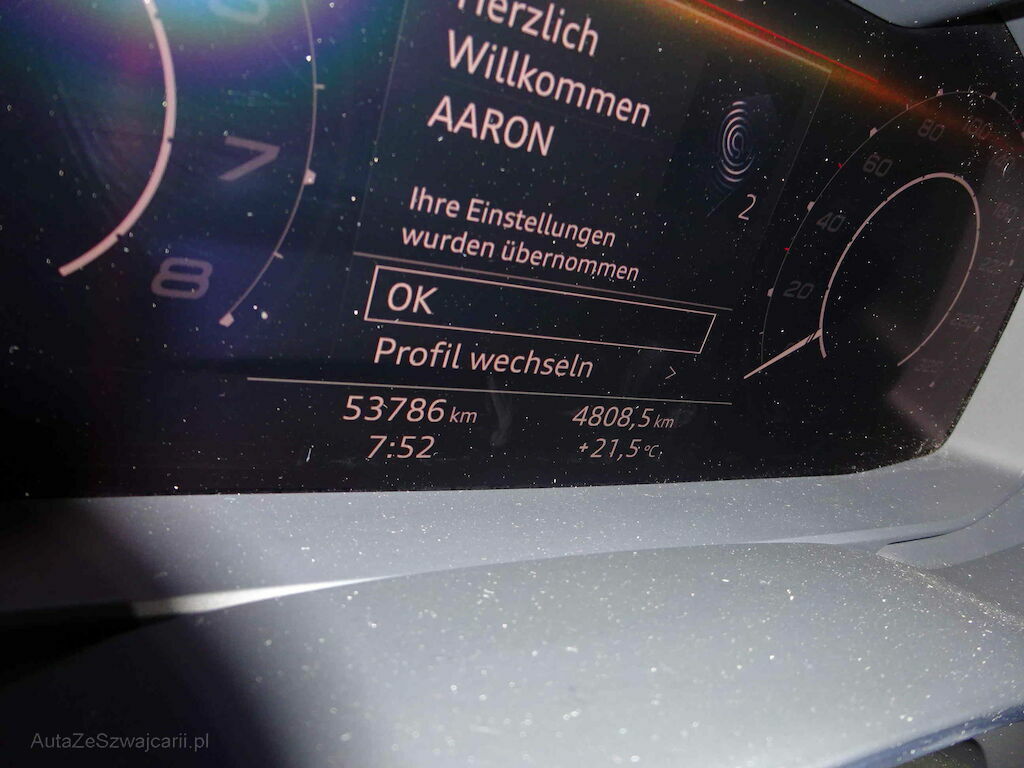 Herzlich
Willkommen
AARON
2
Ihre Einstellungen
wurden übernommen
OK
Profil wechseln
53786 km
4808,5 km
7:52
+21,5 °C
7
8
20
40
60
80
100
AutaZeSzwajcarii.pl